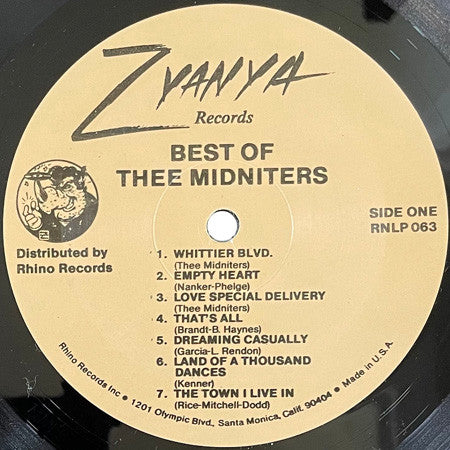 Zyanya
Records
BEST OF
THEE MIDNITERS
SIDE ONE
RNLP 063
Distributed by
Rhino Records
1. WHITTIER BLVD.
(Thee Midniters)
2. EMPTY HEART
(Nanker-Phelge)
3. LOVE SPECIAL DELIVERY
(Thee Midniters)
4. THAT'S ALL
(Brandt-B. Haynes)
5. DREAMING CASUALLY
(Garcia-L. Rendon)
6. LAND OF A THOUSAND
DANCES
(Kenner)
7. THE TOWN I LIVE IN
(Rice-Mitchell-Dodd)
Rhino Records Inc • 1201 Olympic Blvd., Santa Monica, Calif. 90404 • Made in U.S.A.